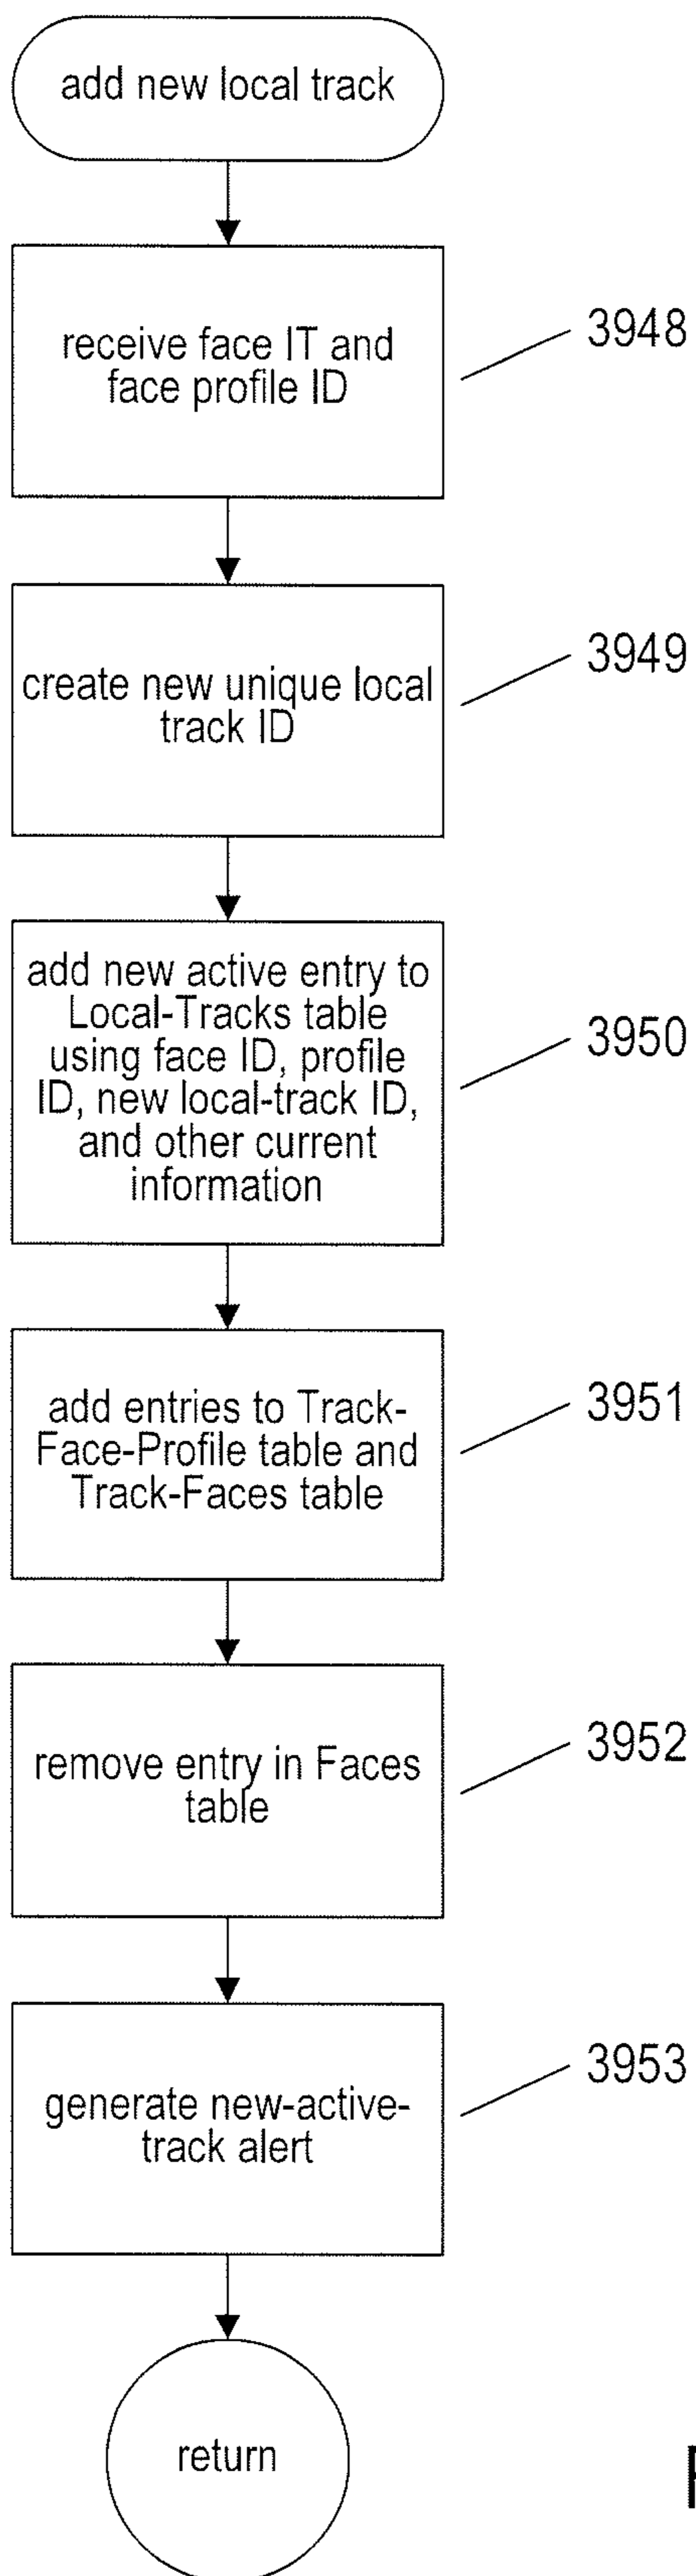 add new local track
receive face IT and
face profile ID
3948
create new unique local
track ID
3949
add new active entry to
Local-Tracks table
using face ID, profile
ID, new local-track ID,
and other current
information
3950
add entries to Track-
Face-Profile table and
Track-Faces table
3951
remove entry in Faces
table
3952
generate new-active-
track alert
3953
return